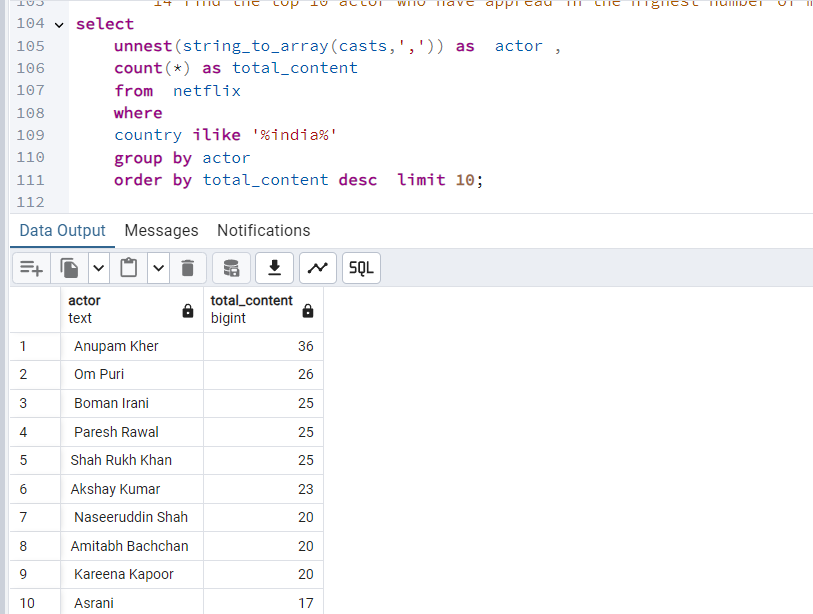 14 Find the top 10 actor who have appread in the highest number of m
104 select
105 unnest(string_to_array(casts,',')) as actor ,
106 count(*) as total_content
107 from netflix
108 where
109 country ilike '%india%'
110 group by actor
111 order by total_content desc limit 10;
112
Data Output Messages Notifications
SQL
actor total_content
text bigint
1 Anupam Kher 36
2 Om Puri 26
3 Boman Irani 25
4 Paresh Rawal 25
5 Shah Rukh Khan 25
6 Akshay Kumar 23
7 Naseeruddin Shah 20
8 Amitabh Bachchan 20
9 Kareena Kapoor 20
10 Asrani 17